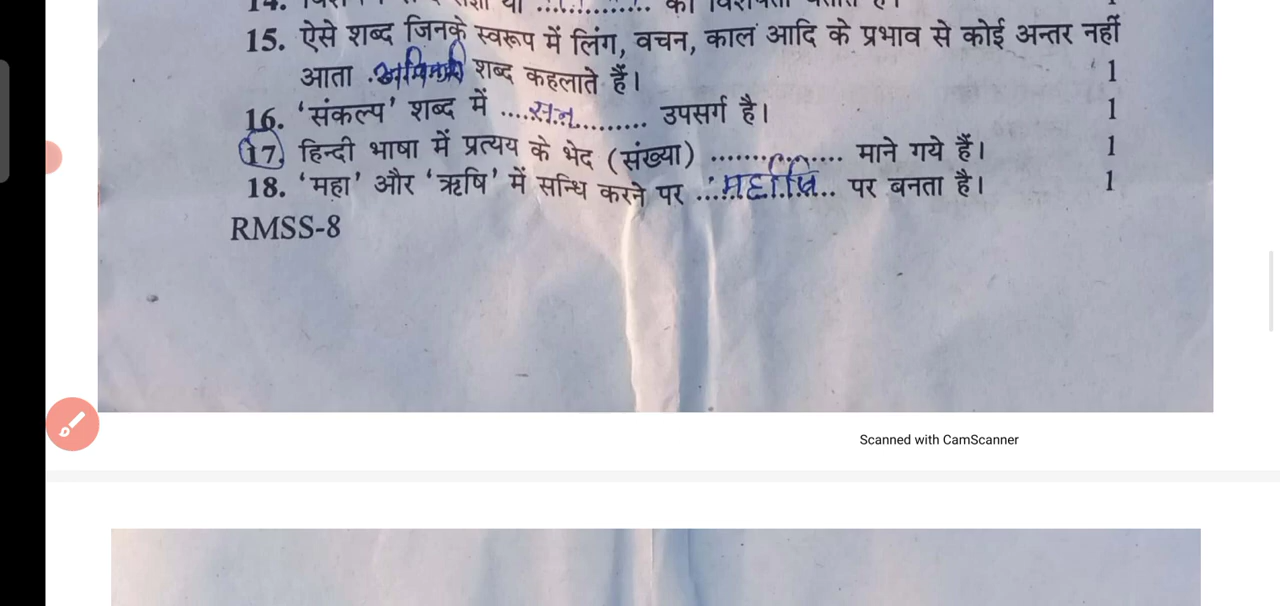 15. ऐसे शब्द जिनके स्वरूप में लिंग, वचन, काल आदि के प्रभाव से कोई अन्तर नहीं
आता ............ शब्द कहलाते हैं। 1
16. 'संकल्प' शब्द में ....सन्.......... उपसर्ग है। 1
17. हिन्दी भाषा में प्रत्यय के भेद (संख्या) ................ माने गये हैं। 1
18. 'महा' और 'ऋषि' में सन्धि करने पर ...महर्षि... पर बनता है। 1
RMSS-8
Scanned with CamScanner